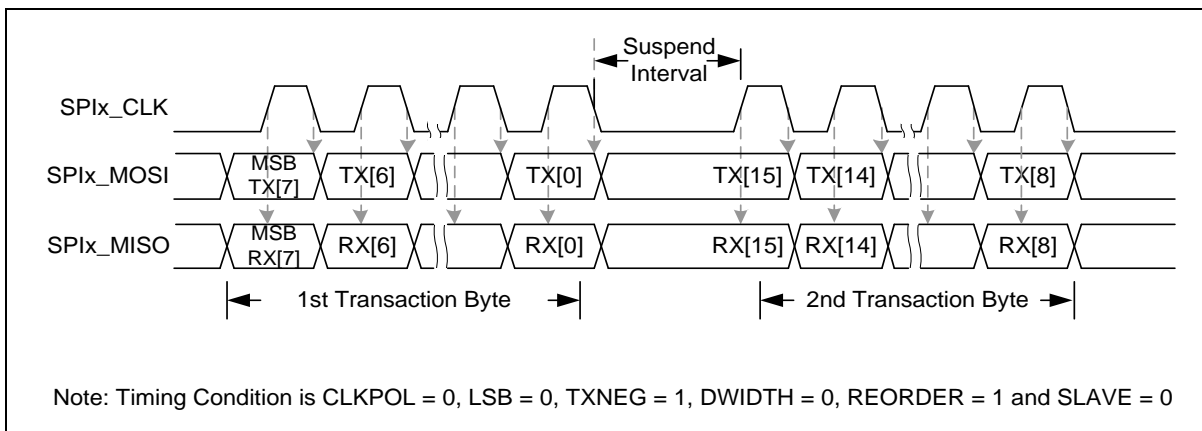 Suspend
Interval
SPIx_CLK
SPIx_MOSI
MSB
TX[7]
TX[6]
TX[0]
TX[15]
TX[14]
TX[8]
SPIx_MISO
MSB
RX[7]
RX[6]
RX[0]
RX[15]
RX[14]
RX[8]
1st Transaction Byte
2nd Transaction Byte
Note: Timing Condition is CLKPOL = 0, LSB = 0, TXNEG = 1, DWIDTH = 0, REORDER = 1 and SLAVE = 0